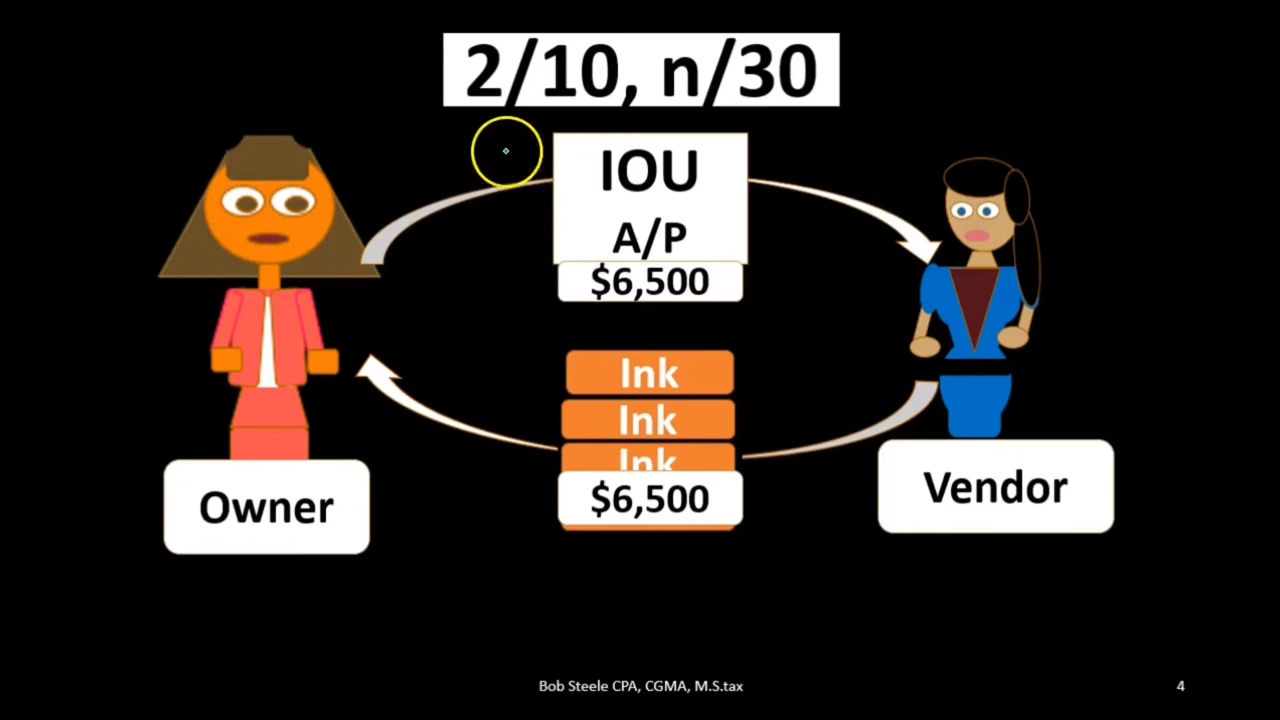 2/10, n/30
IOU
A/P
$6,500
Ink
Ink
Ink
$6,500
Owner
Vendor
Bob Steele CPA, CGMA, M.S.tax
4